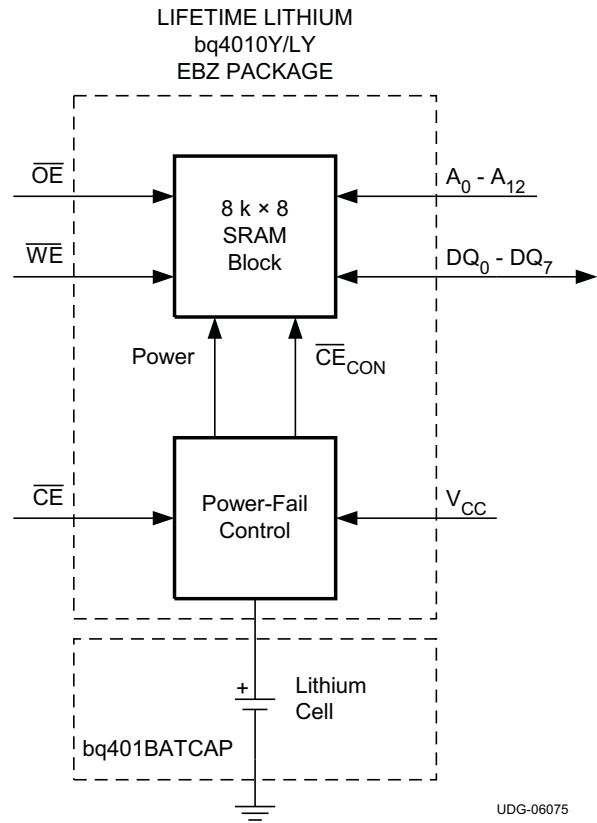 LIFETIME LITHIUM
bq4010Y/LY
EBZ PACKAGE
OE
A0 - A12
8 k × 8
SRAM
Block
WE
DQ0 - DQ7
Power
CECON
CE
Power-Fail
Control
VCC
+
Lithium
Cell
bq401BATCAP
UDG-06075